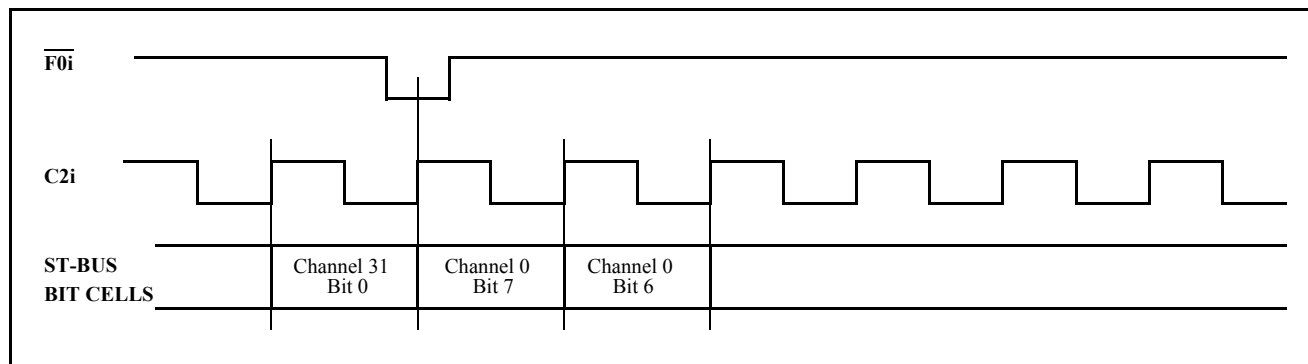 F0i
C2i
ST-BUS
BIT CELLS
Channel 31
Bit 0
Channel 0
Bit 7
Channel 0
Bit 6